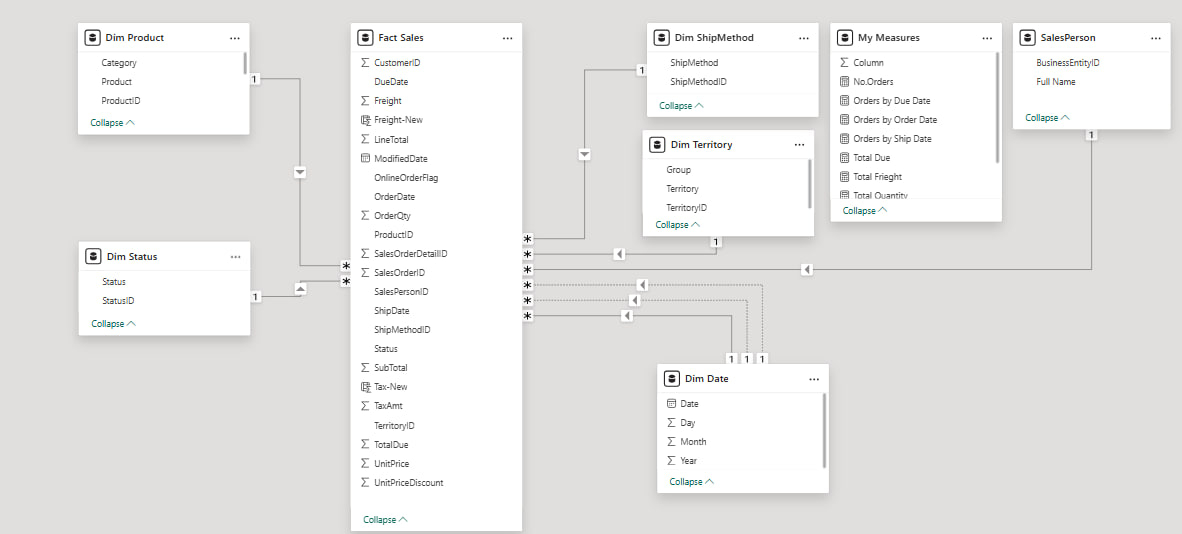 Dim Product
Category
Product
ProductID
Collapse
1
Dim Status
Status
StatusID
Collapse
1
Fact Sales
CustomerID
DueDate
Freight
Freight-New
LineTotal
ModifiedDate
OnlineOrderFlag
OrderDate
OrderQty
ProductID
SalesOrderDetailID
SalesOrderID
SalesPersonID
ShipDate
ShipMethodID
Status
SubTotal
Tax-New
TaxAmt
TerritoryID
TotalDue
UnitPrice
UnitPriceDiscount
Collapse
Dim ShipMethod
ShipMethod
ShipMethodID
Collapse
1
Dim Territory
Group
Territory
TerritoryID
Collapse
1
My Measures
Column
No.Orders
Orders by Due Date
Orders by Order Date
Orders by Ship Date
Total Due
Total Frieght
Total Quantity
Collapse
SalesPerson
BusinessEntityID
Full Name
Collapse
1
1 1 1
Dim Date
Date
Day
Month
Year
Collapse